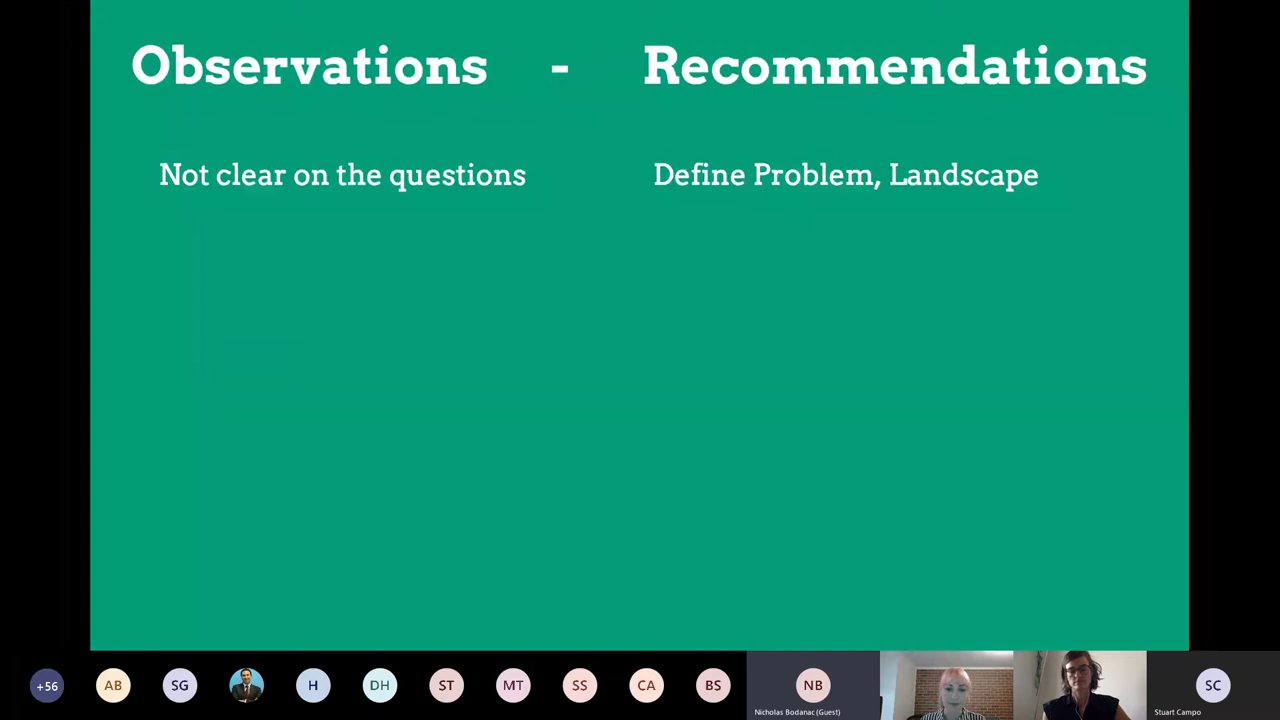 Observations - Recommendations
Not clear on the questions Define Problem, Landscape
+56 AB SG H DH ST MT SS CA BS NB SC
Nicholas Bodanac (Guest) Stuart Campo